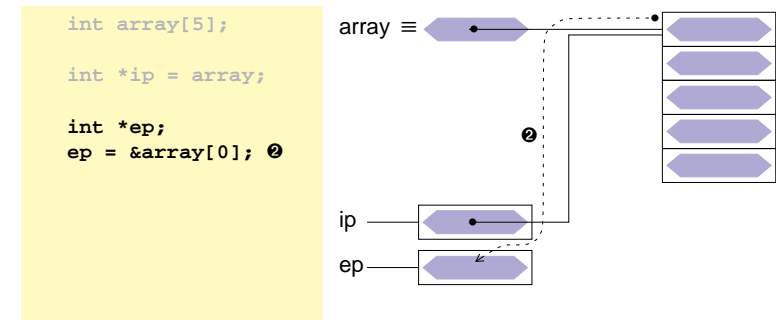 int array[5];
int *ip = array;
int *ep;
ep = &array[0]; ❷
array ≡
❷
ip
ep